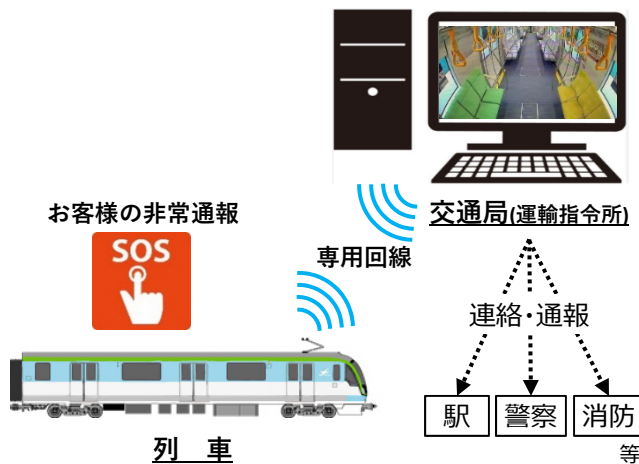 お客様の非常通報
SOS
専用回線
交通局(運輸指令所)
連絡・通報
駅
警察
消防
等
列　車